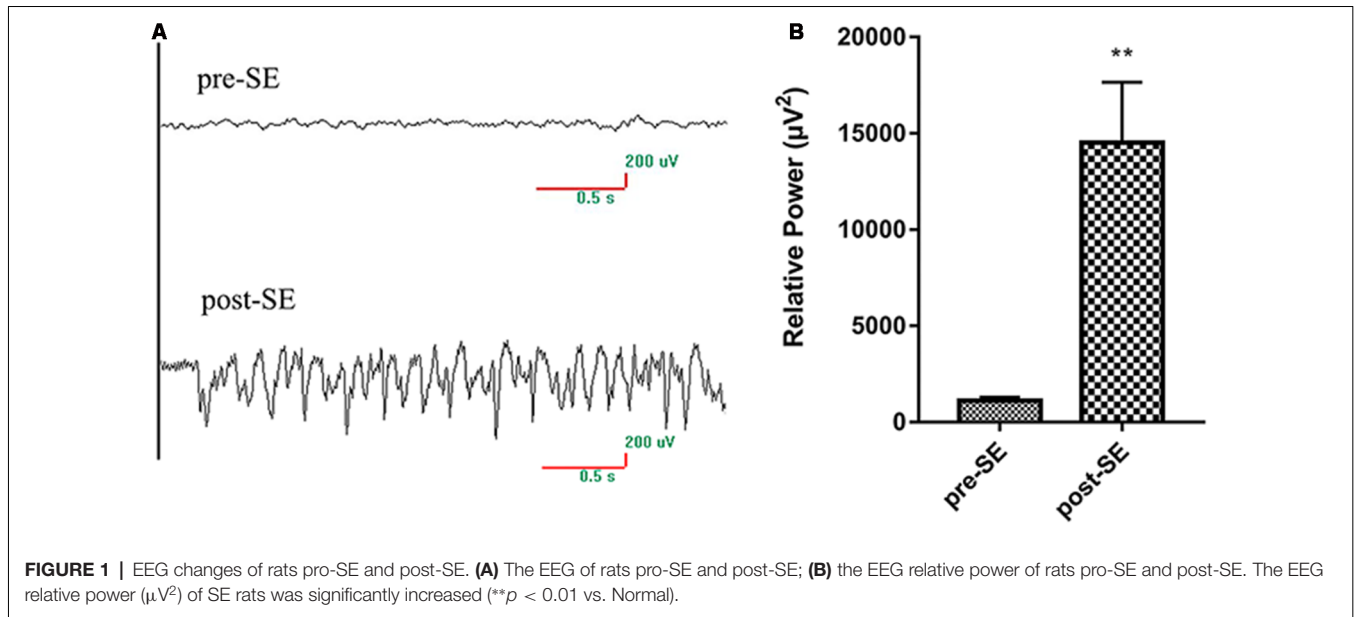 A
pre-SE
200 uV
0.5 s
post-SE
200 uV
0.5 s
B
Relative Power (µV²)
20000
15000
10000
5000
0
**
pre-SE
post-SE
FIGURE 1 | EEG changes of rats pro-SE and post-SE. (A) The EEG of rats pro-SE and post-SE; (B) the EEG relative power of rats pro-SE and post-SE. The EEG
relative power (µV²) of SE rats was significantly increased (**p < 0.01 vs. Normal).